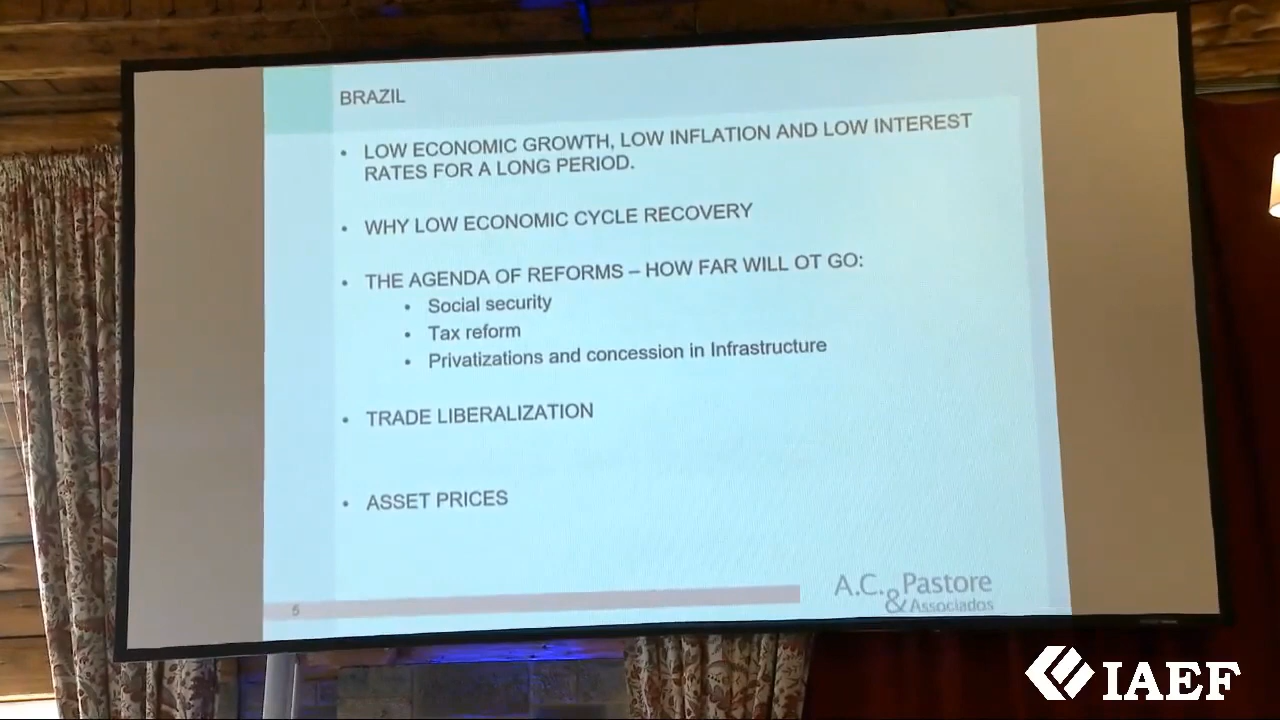 BRAZIL
• LOW ECONOMIC GROWTH, LOW INFLATION AND LOW INTEREST
RATES FOR A LONG PERIOD.
• WHY LOW ECONOMIC CYCLE RECOVERY
• THE AGENDA OF REFORMS – HOW FAR WILL OT GO:
• Social security
• Tax reform
• Privatizations and concession in Infrastructure
• TRADE LIBERALIZATION
• ASSET PRICES
A.C. Pastore
& Associados
IAEF